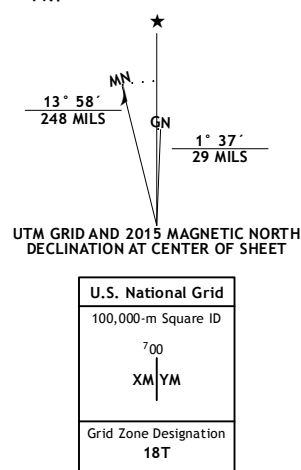 MN
GN
13° 58´
248 MILS
1° 37´
29 MILS
UTM GRID AND 2015 MAGNETIC NORTH
DECLINATION AT CENTER OF SHEET
U.S. National Grid
100,000-m Square ID
700
XM YM
Grid Zone Designation
18T